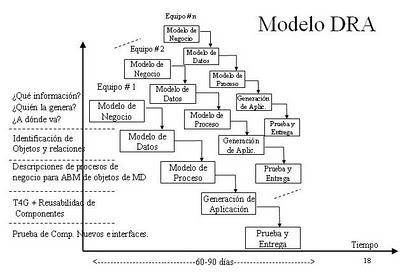 Modelo DRA
Equipo #n
Modelo de
Negocio
Modelo de
Datos
Modelo de
Proceso
Generación
de Aplic.
Prueba y
Entrega
Equipo # 2
Modelo de
Negocio
Modelo de
Datos
Modelo de
Proceso
Generación
de Aplic.
Prueba y
Entrega
Equipo # 1
Modelo de
Negocio
Modelo de
Datos
Modelo de
Proceso
Generación de
Aplicación
Prueba y
Entrega
¿Qué información?
¿Quién la genera?
¿A dónde va?
Identificación de
Objetos y relaciones
Descripciones de procesos de
negocio para ABM de objetos de MD
T4G + Reusabilidad de
Componentes
Prueba de Comp. Nuevos e interfaces.
Tiempo
60-90 días
18